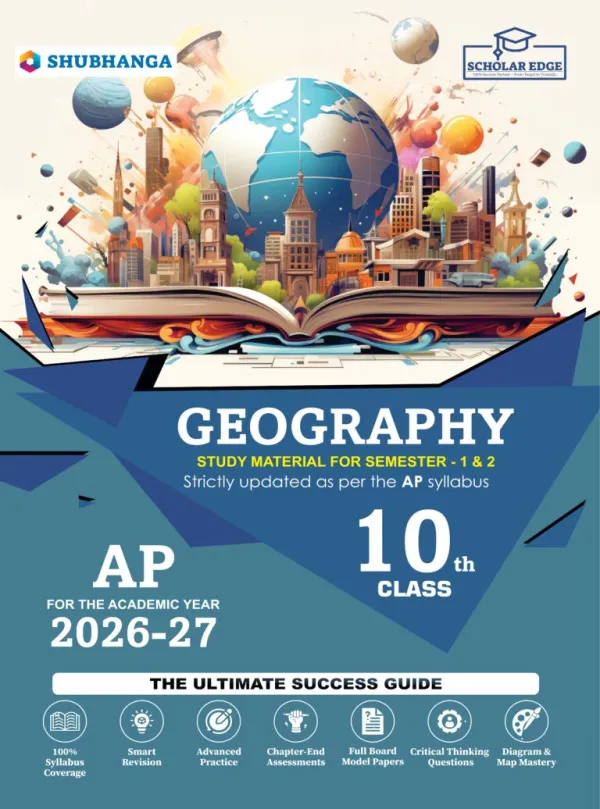 SHUBHANGA
SCHOLAR EDGE
GEOGRAPHY
STUDY MATERIAL FOR SEMESTER - 1 & 2
Strictly updated as per the AP syllabus
10th
CLASS
AP
FOR THE ACADEMIC YEAR
2026-27
THE ULTIMATE SUCCESS GUIDE
100%
Syllabus
Coverage
Smart
Revision
Advanced
Practice
Chapter-End
Assessments
Full Board
Model Papers
Critical Thinking
Questions
Diagram &
Map Mastery